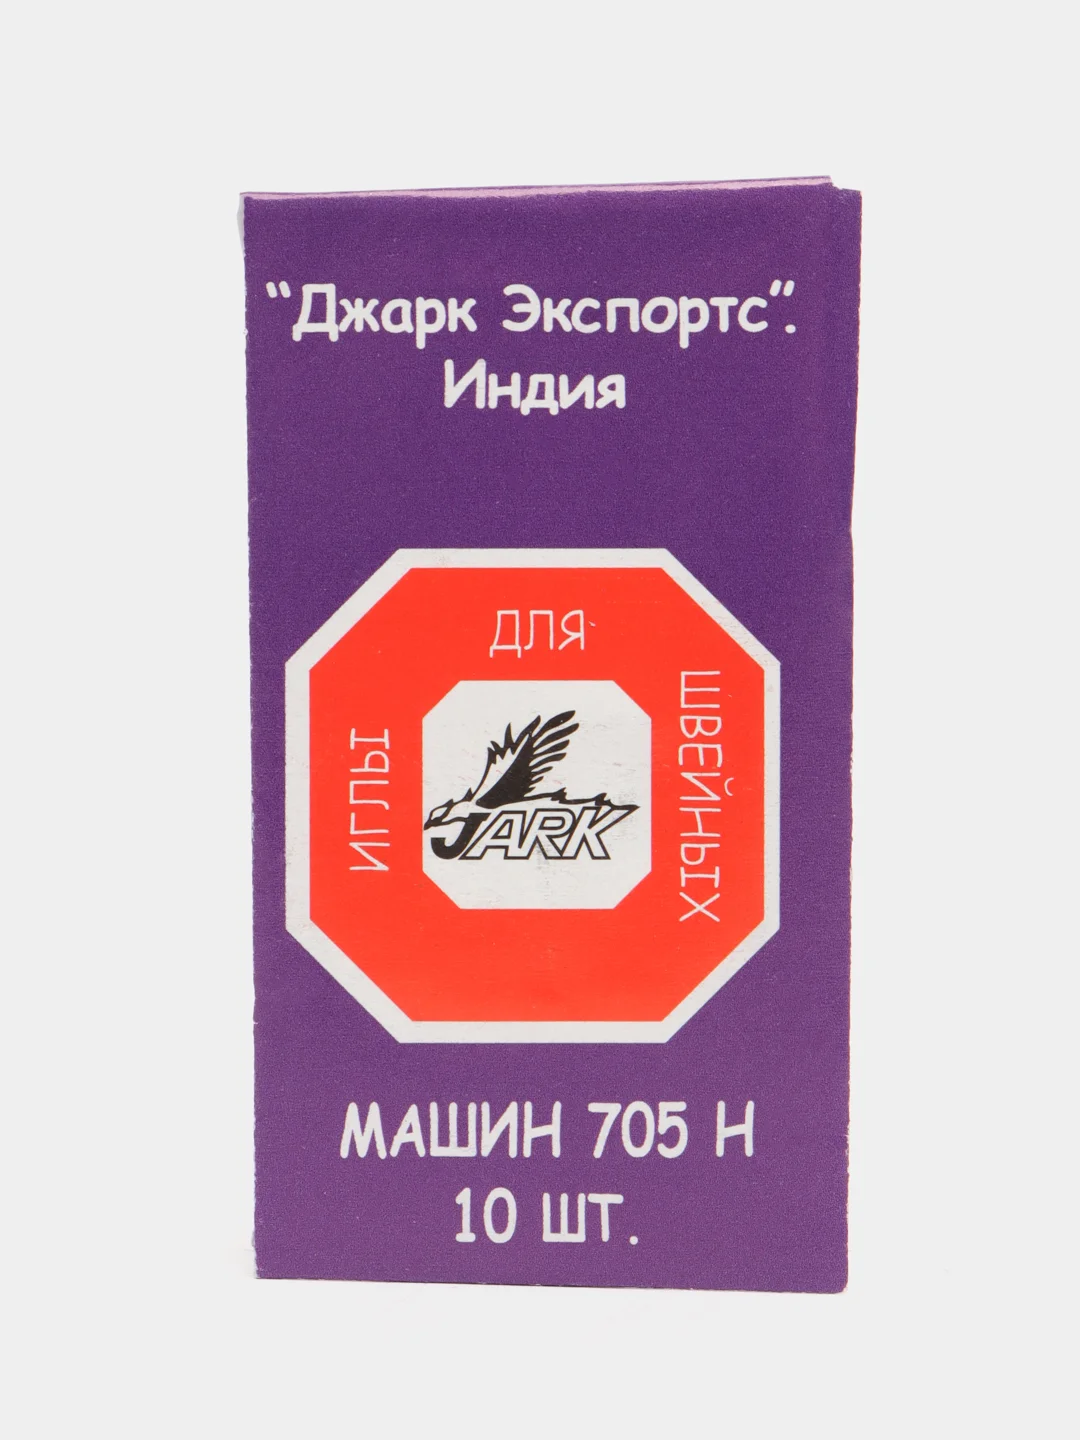 "Джарк Экспортс".
Индия
ИГЛЫ
ДЛЯ
ШВЕЙНЫХ
JARK
МАШИН 705 Н
10 ШТ.